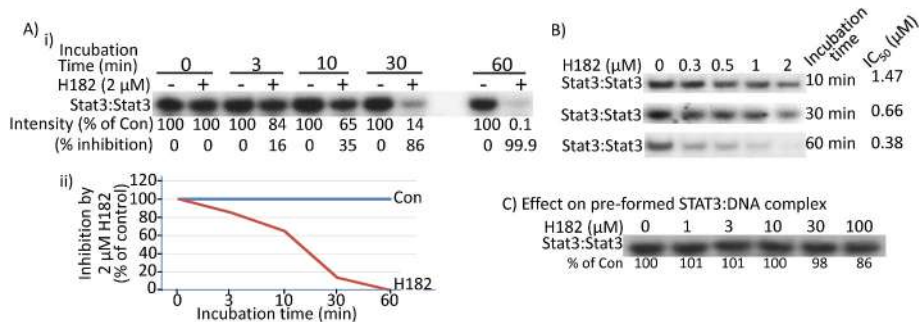 A)
i)
Incubation
Time (min) 0 3 10 30 60
H182 (2 μM) - + - + - + - + - +
Stat3:Stat3
Intensity (% of Con) 100 100 100 84 100 65 100 14 100 0.1
(% inhibition) 0 0 0 16 0 35 0 86 0 99.9
ii)
Inhibition by
2 μM H182
(% of control)
120
100
80
60
40
20
0
Con
H182
0 3 10 30 60
Incubation time (min)
B)
H182 (μM) 0 0.3 0.5 1 2 Incubation time IC50 (μM)
Stat3:Stat3 10 min 1.47
Stat3:Stat3 30 min 0.66
Stat3:Stat3 60 min 0.38
C) Effect on pre-formed STAT3:DNA complex
H182 (μM) 0 1 3 10 30 100
Stat3:Stat3
% of Con 100 101 101 100 98 86